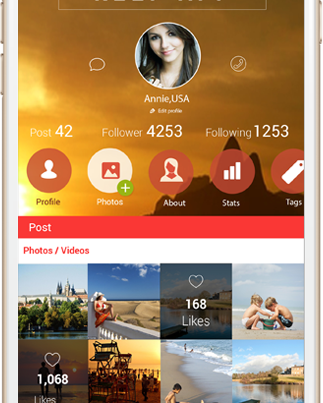 Annie,USA
Edit profile
Post 42 Follower 4253 Following 1253
Profile Photos About Stats Tags
Post
Photos / Videos
168
Likes
1,068
Likes